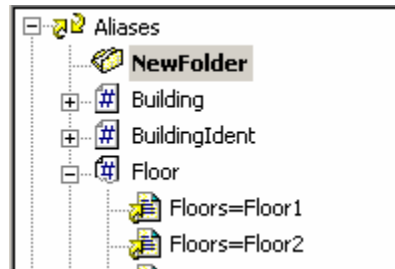 Aliases
NewFolder
# Building
# BuildingIdent
# Floor
Floors=Floor1
Floors=Floor2